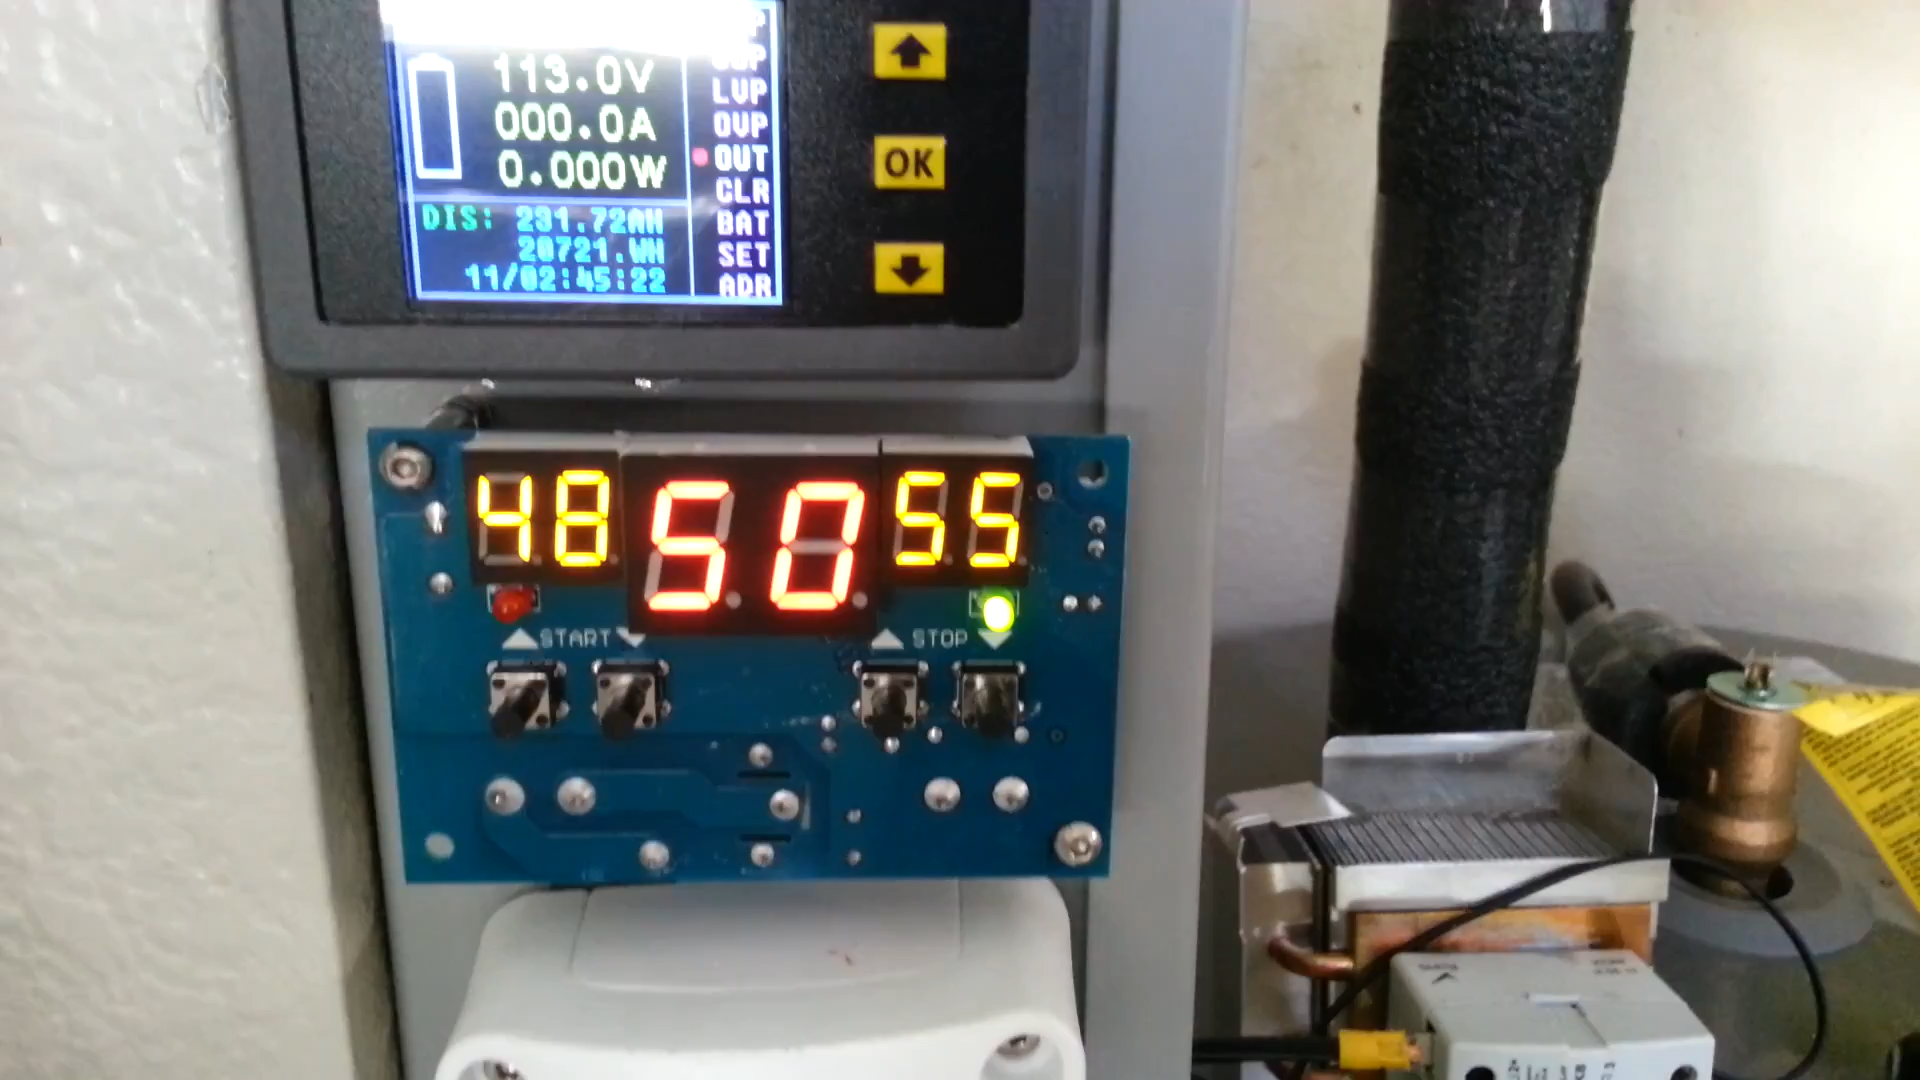 113.0V
000.0A
0.000W
LVP
OVP
OUT
CLR
BAT
SET
ADR
DIS: 231.72AH
20721.WH
11/02:45:22
OK
48 50 55
START STOP